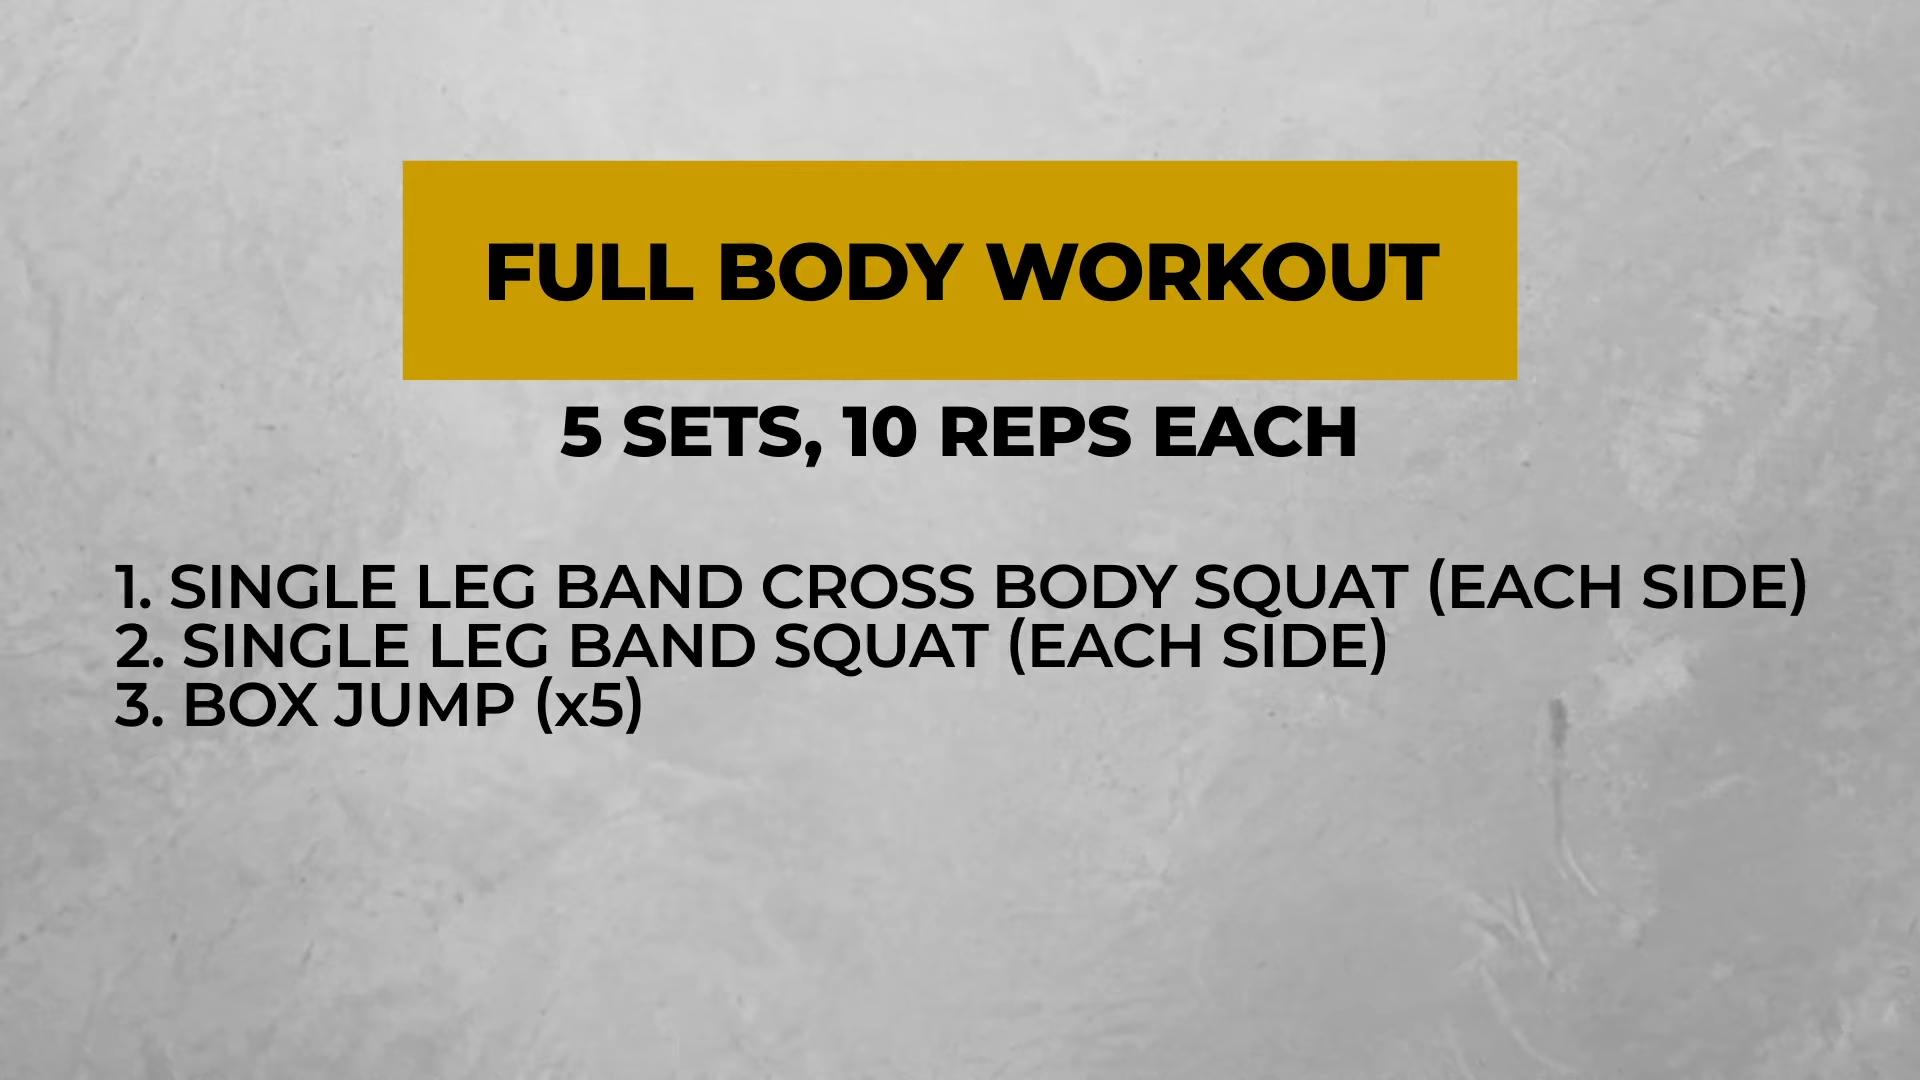 FULL BODY WORKOUT
5 SETS, 10 REPS EACH
1. SINGLE LEG BAND CROSS BODY SQUAT (EACH SIDE)
2. SINGLE LEG BAND SQUAT (EACH SIDE)
3. BOX JUMP (x5)